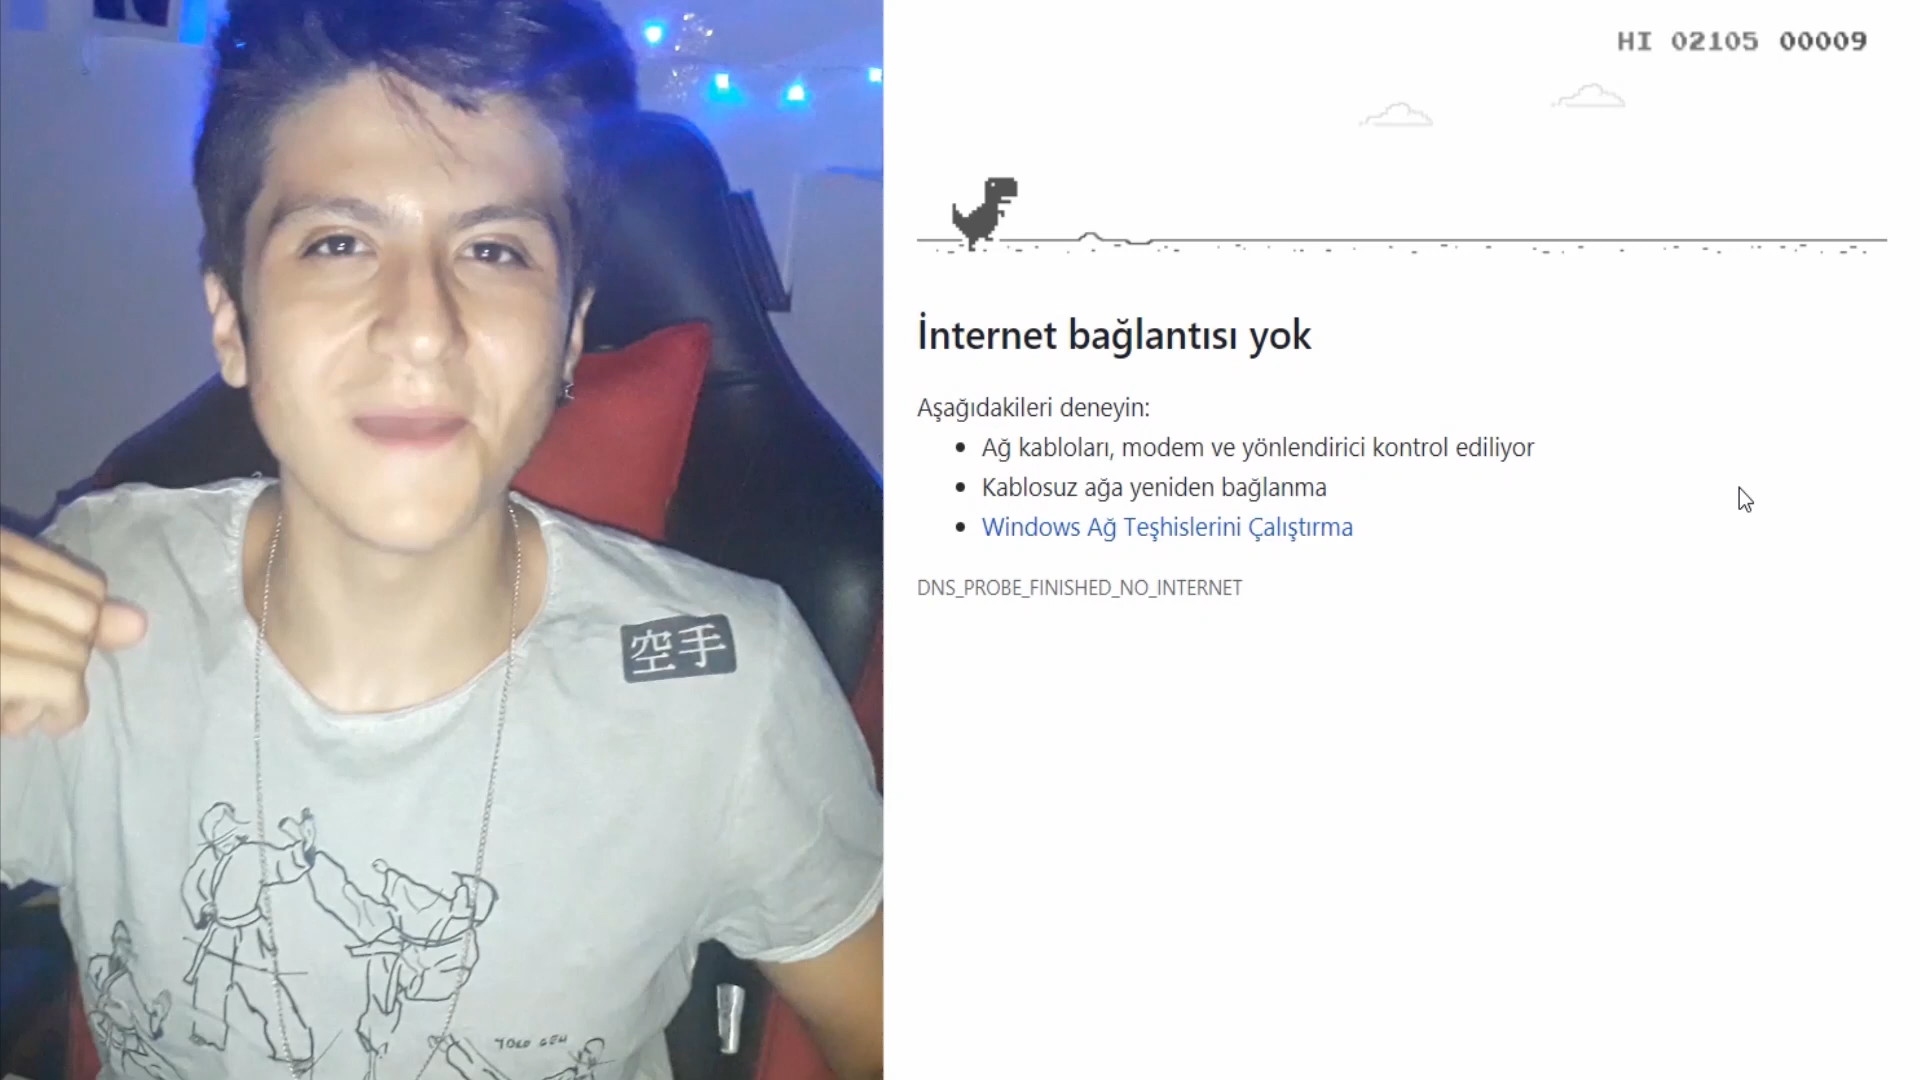 HI 02105 00009
İnternet bağlantısı yok
Aşağıdakileri deneyin:
Ağ kabloları, modem ve yönlendirici kontrol ediliyor
Kablosuz ağa yeniden bağlanma
Windows Ağ Teşhislerini Çalıştırma
DNS_PROBE_FINISHED_NO_INTERNET
空手